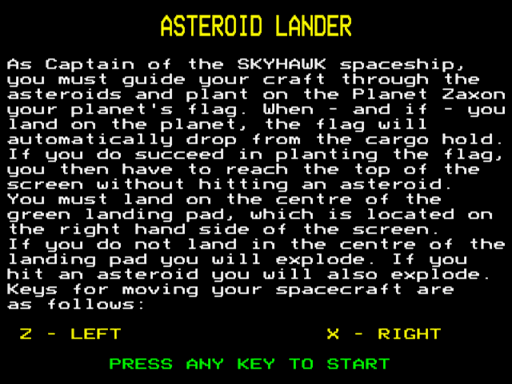 ASTEROID LANDER
As Captain of the SKYHAWK spaceship,
you must guide your craft through the
asteroids and plant on the Planet Zaxon
your planet's flag. When - and if - you
land on the planet, the flag will
automatically drop from the cargo hold.
If you do succeed in planting the flag,
you then have to reach the top of the
screen without hitting an asteroid.
You must land on the centre of the
green landing pad, which is located on
the right hand side of the screen.
If you do not land in the centre of the
landing pad you will explode. If you
hit an asteroid you will also explode.
Keys for moving your spacecraft are
as follows:
Z - LEFT X - RIGHT
PRESS ANY KEY TO START